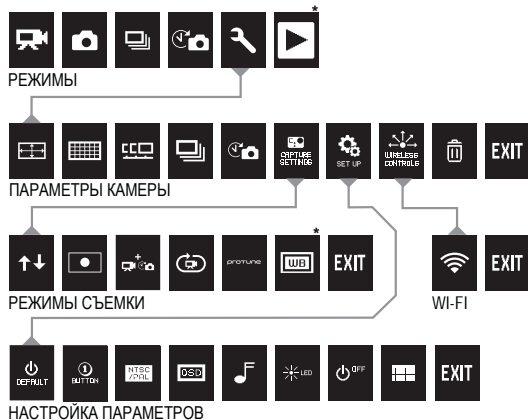 *
РЕЖИМЫ
CAPTURE SETTINGS
SET UP
WIRELESS CONTROLS
EXIT
ПАРАМЕТРЫ КАМЕРЫ
*
PROTUNE
WB
EXIT
EXIT
РЕЖИМЫ СЪЕМКИ
WI-FI
DEFAULT
1
BUTTON
NTSC
/PAL
OSD
LED
OFF
EXIT
НАСТРОЙКА ПАРАМЕТРОВ